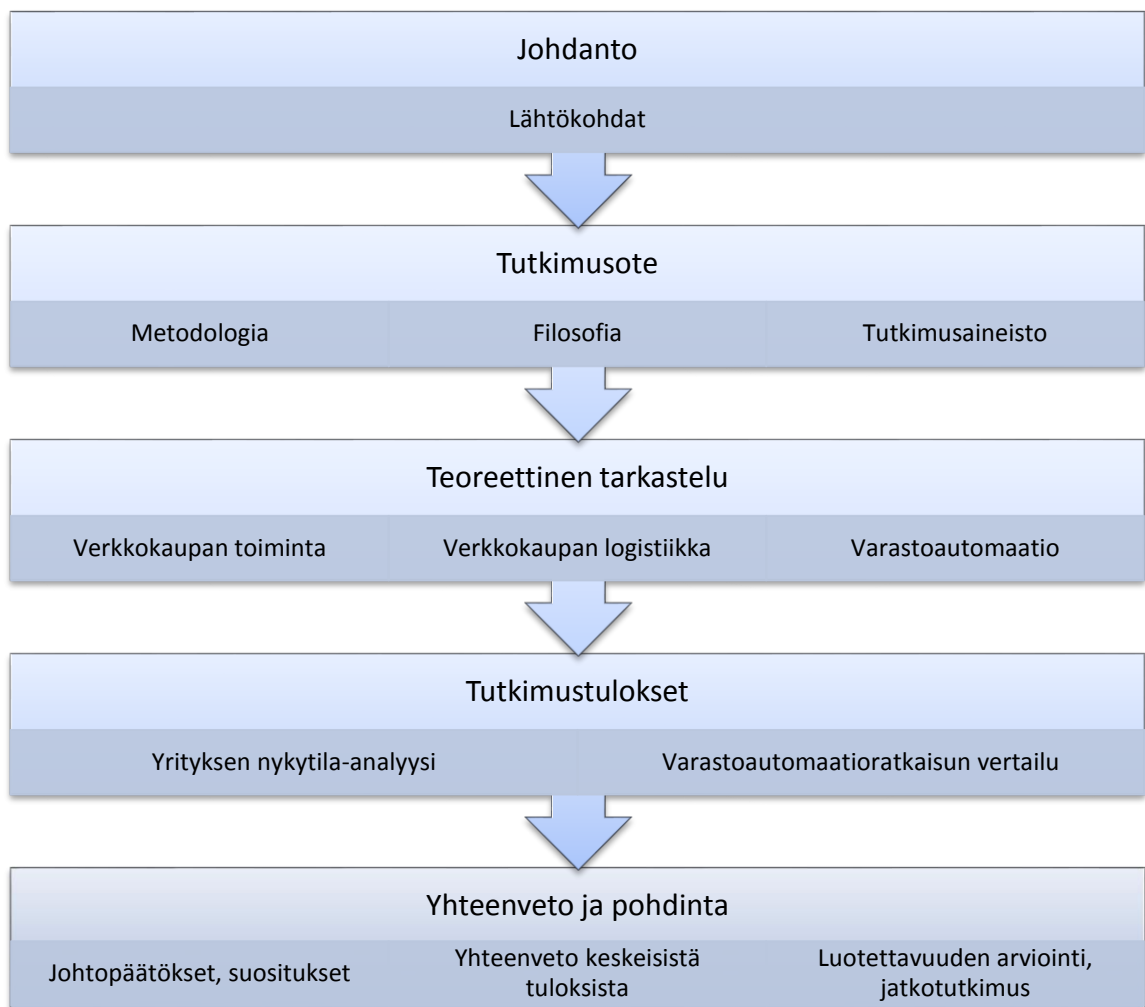 Johdanto
Lähtökohdat
Tutkimusote
Metodologia
Filosofia
Tutkimusaineisto
Teoreettinen tarkastelu
Verkkokaupan toiminta
Verkkokaupan logistiikka
Varastoautomaatio
Tutkimustulokset
Yrityksen nykytila-analyysi
Varastoautomaatioratkaisun vertailu
Yhteenveto ja pohdinta
Johtopäätökset, suositukset
Yhteenveto keskeisistä
tuloksista
Luotettavuuden arviointi,
jatkotutkimus